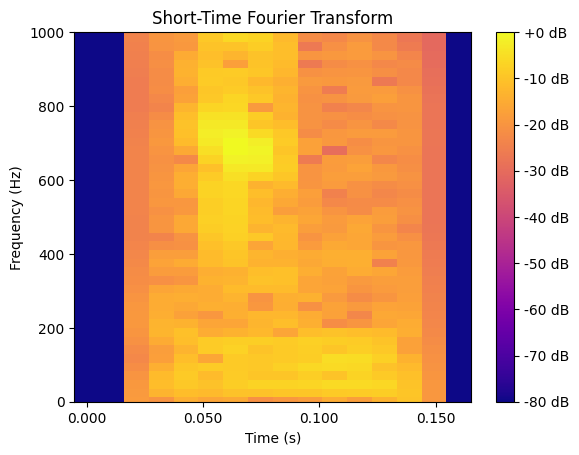 Short-Time Fourier Transform
1000
800
600
400
200
0
Frequency (Hz)
0.000
0.050
0.100
0.150
Time (s)
+0 dB
-10 dB
-20 dB
-30 dB
-40 dB
-50 dB
-60 dB
-70 dB
-80 dB